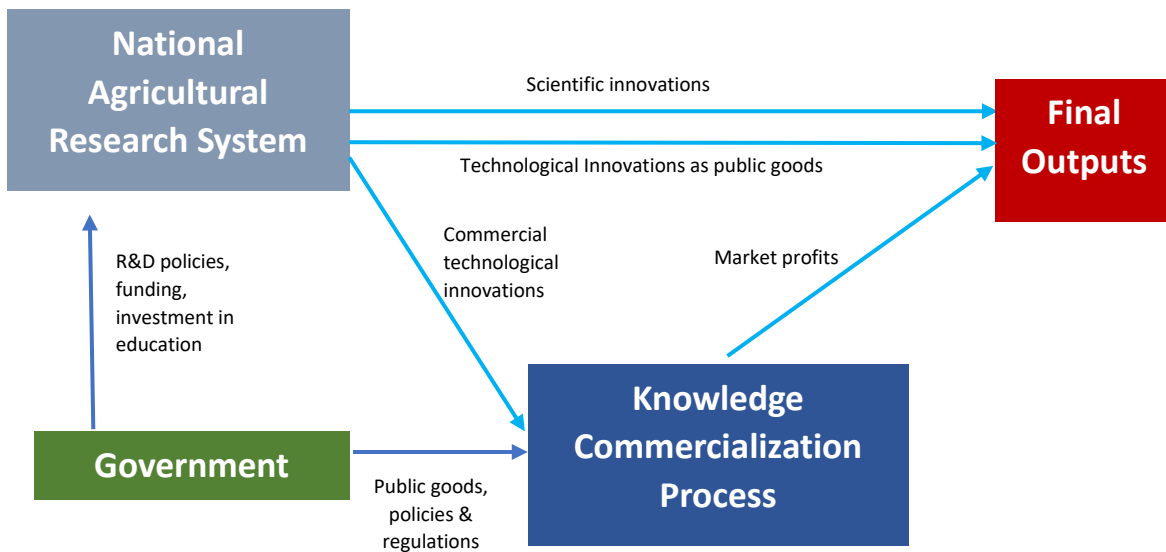 National
Agricultural
Research System
Scientific innovations
Final
Outputs
Technological Innovations as public goods
R&D policies,
funding,
investment in
education
Commercial
technological
innovations
Market profits
Government
Knowledge
Commercialization
Process
Public goods,
policies &
regulations